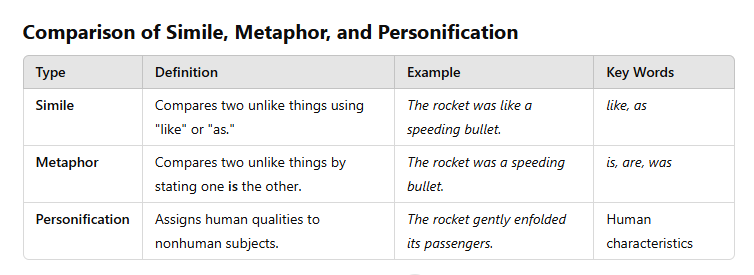 Comparison of Simile, Metaphor, and Personification
Type Definition Example Key Words
Simile Compares two unlike things using The rocket was like a like, as
"like" or "as." speeding bullet.
Metaphor Compares two unlike things by The rocket was a speeding is, are, was
stating one is the other. bullet.
Personification Assigns human qualities to The rocket gently enfolded Human
nonhuman subjects. its passengers. characteristics